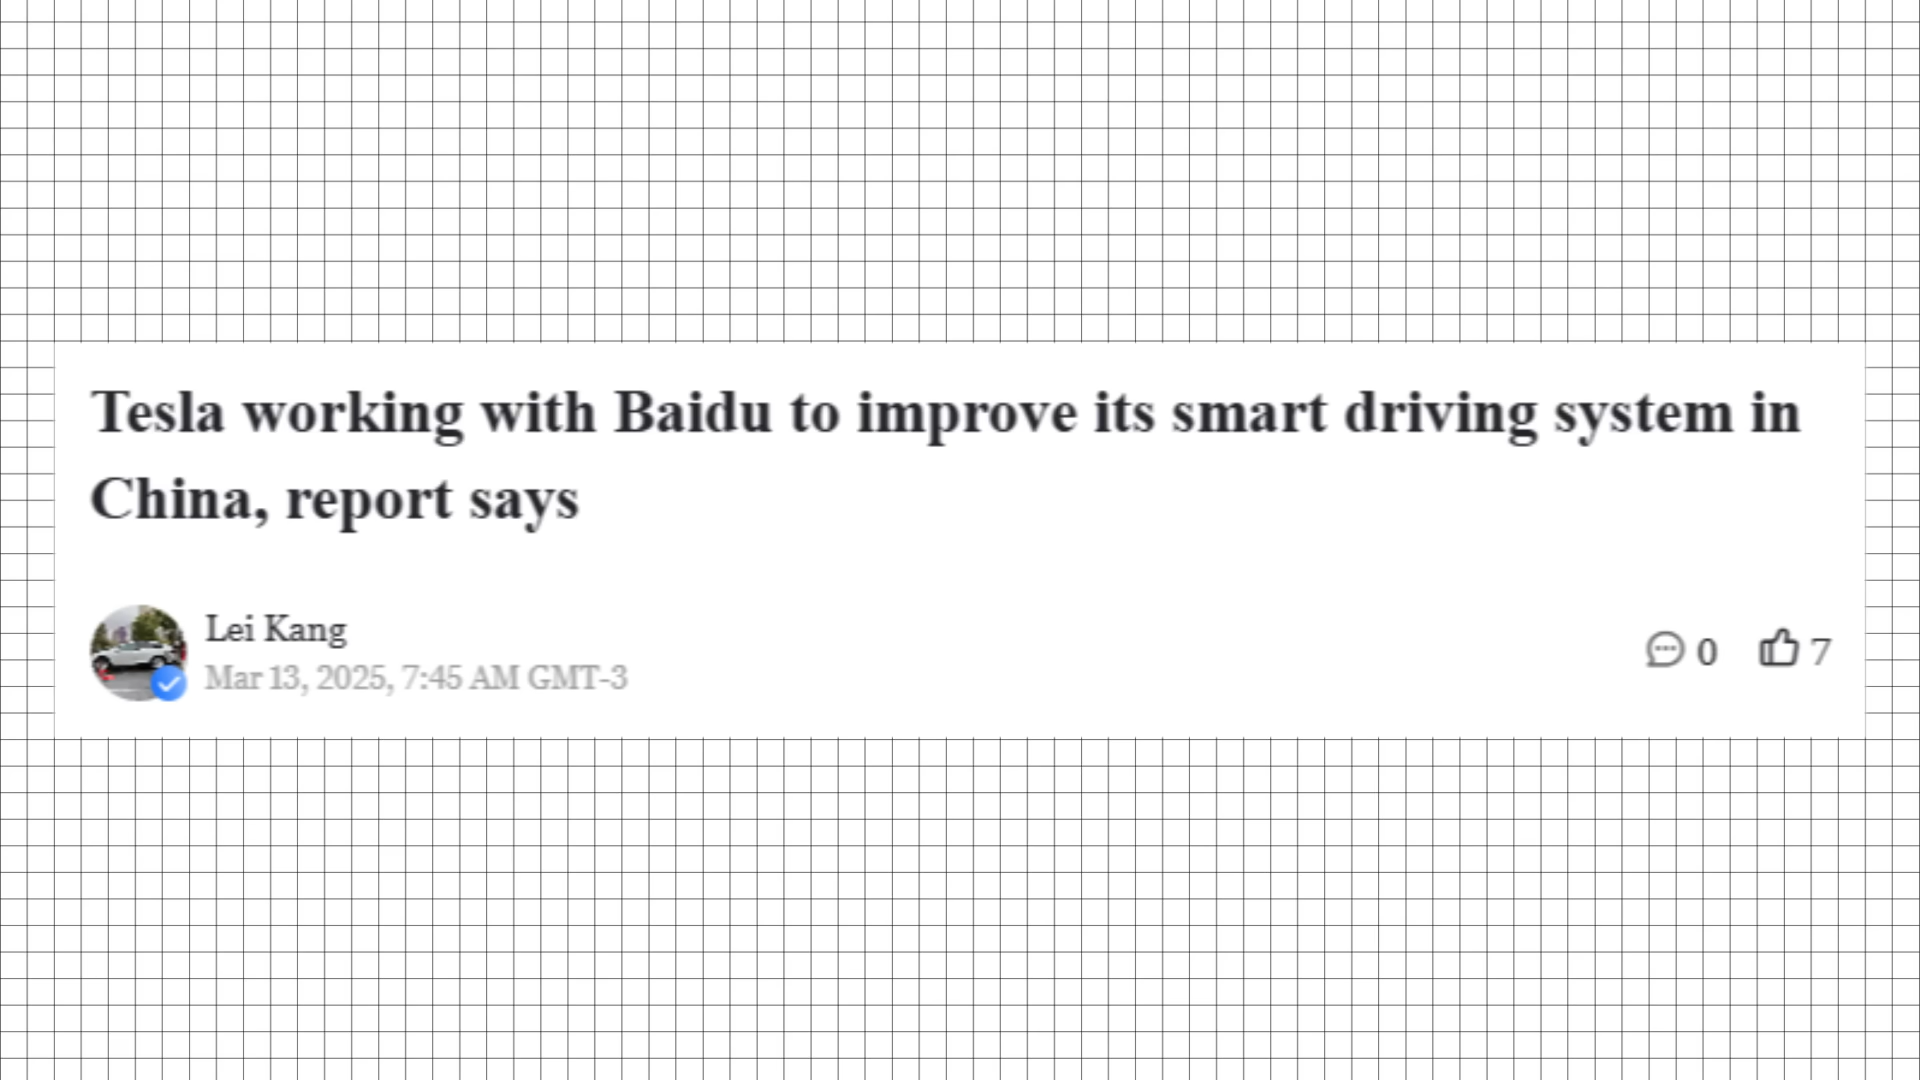 Tesla working with Baidu to improve its smart driving system in
China, report says
Lei Kang
Mar 13, 2025, 7:45 AM GMT-3
0 7